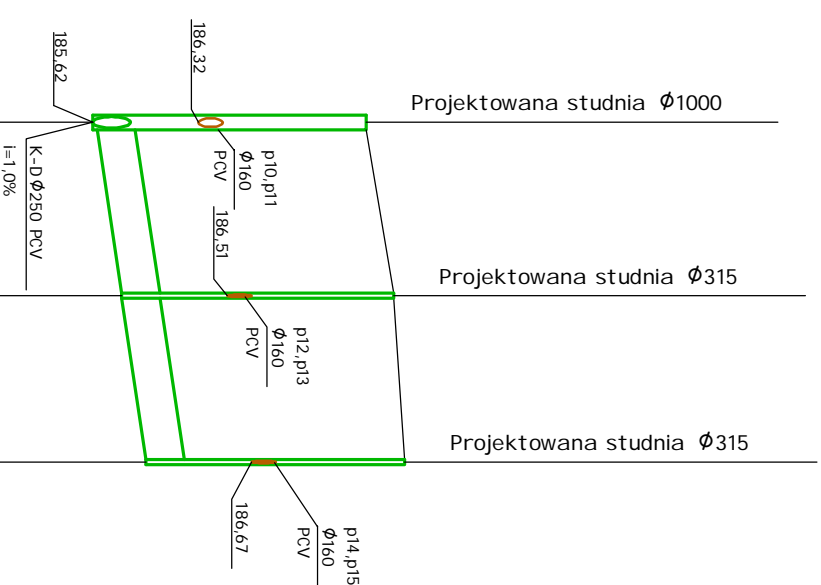 Projektowana studnia Ø1000
186,32
185,62
p10,p11
Ø160
PCV
K-DØ250 PCV
i=1,0%
186,51
Projektowana studnia Ø315
p12,p13
Ø160
PCV
Projektowana studnia Ø315
186,67
p14,p15
Ø160
PCV